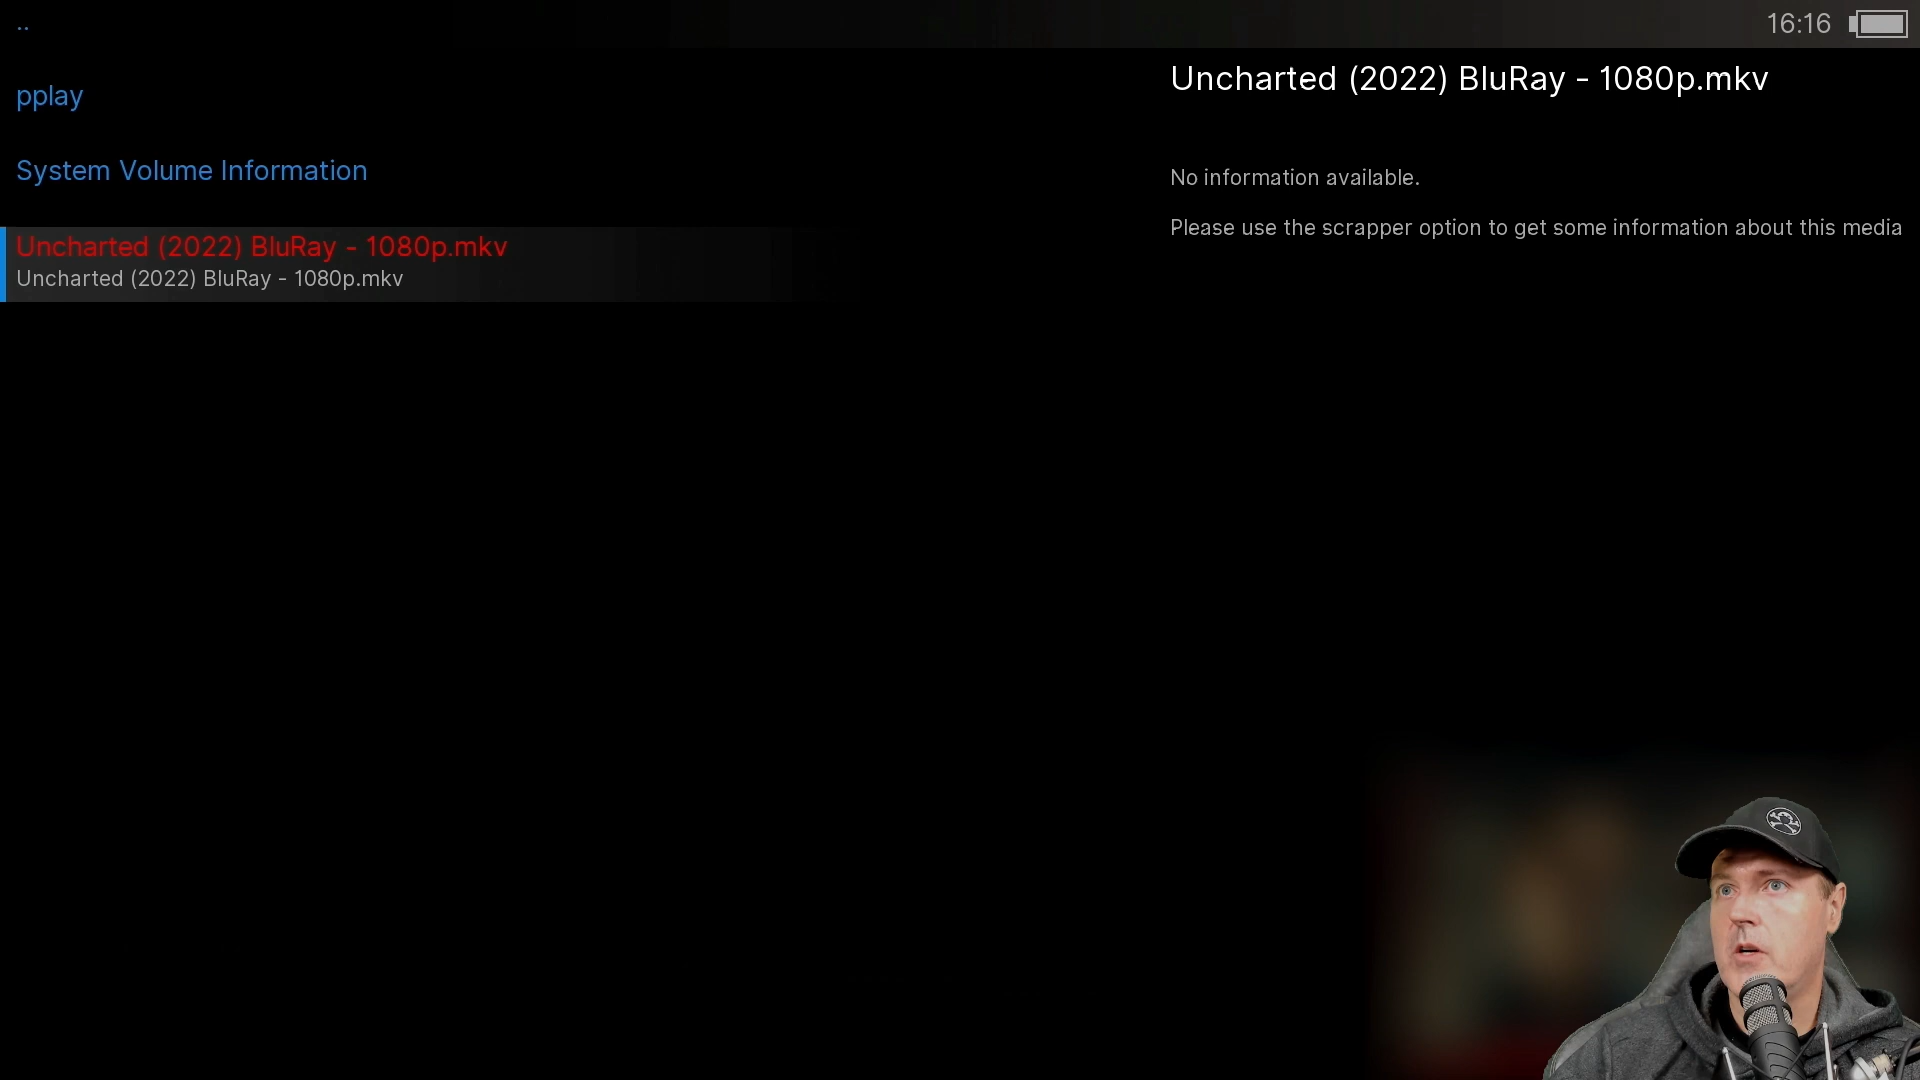 ..
16:16
pplay
System Volume Information
Uncharted (2022) BluRay - 1080p.mkv
Uncharted (2022) BluRay - 1080p.mkv
Uncharted (2022) BluRay - 1080p.mkv
No information available.
Please use the scrapper option to get some information about this media